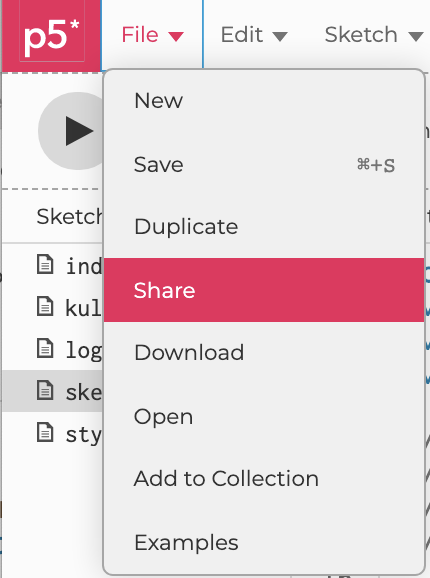 p5*
File
Edit
Sketch
New
Save ⌘+S
Duplicate
Share
Download
Open
Add to Collection
Examples
Sketch
ind
kul
log
ske
sty